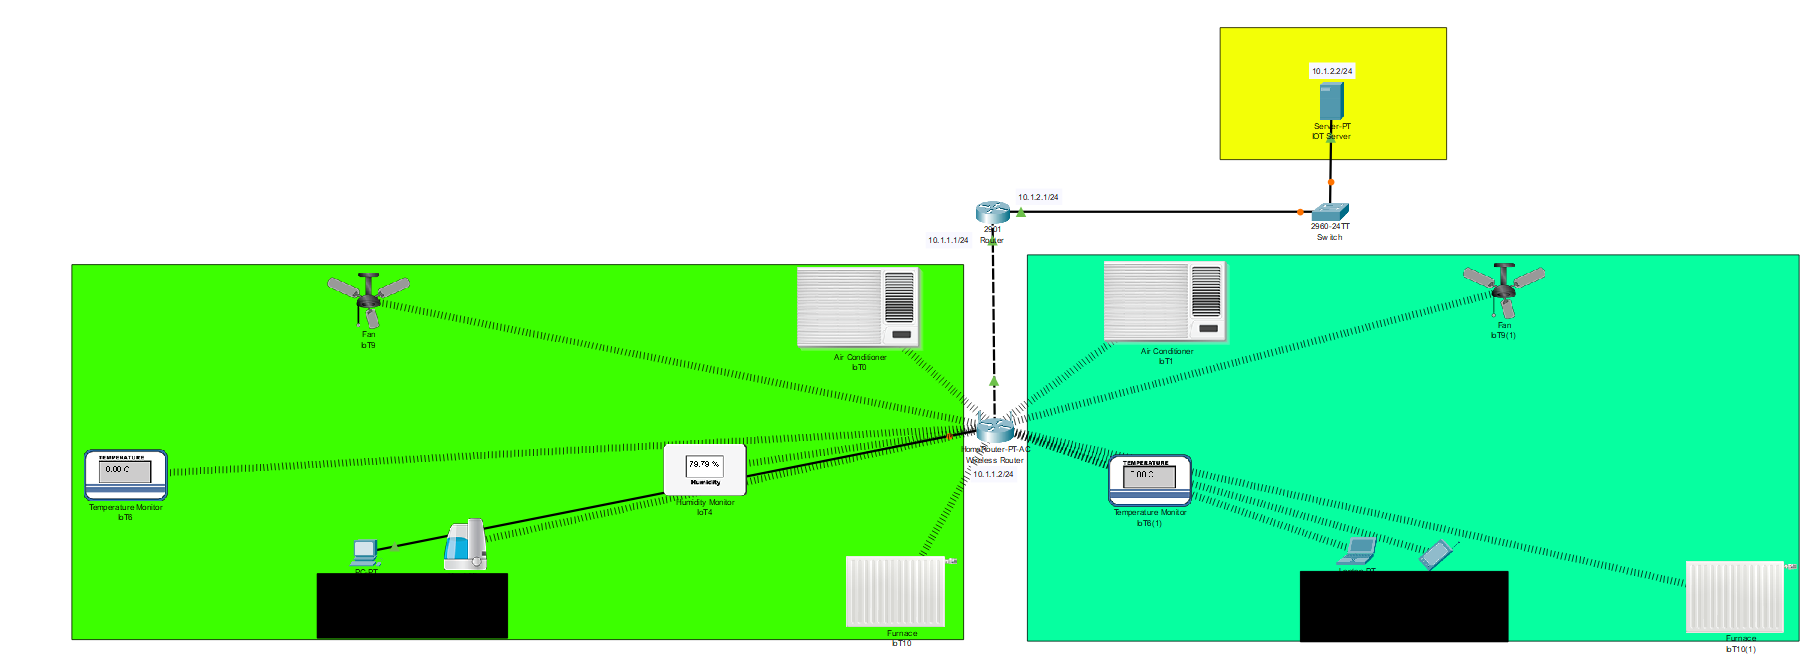 10.1.2.2/24
Server-PT
IOT Server
10.1.2.1/24
2901
Router
2960-24TT
Switch
10.1.1.1/24
Fan
IoT9
Air Conditioner
IoT0
Air Conditioner
IoT1
Fan
IoT9(1)
HomeRouter-PT-AC
Wireless Router
10.1.1.2/24
TEMPERATURE
0.00 C
Temperature Monitor
IoT6
79.79 %
Humidity
Humidity Monitor
IoT4
TEMPERATURE
Temperature Monitor
IoT6(1)
PC-PT
Laptop-PT
Furnace
IoT10
Furnace
IoT10(1)